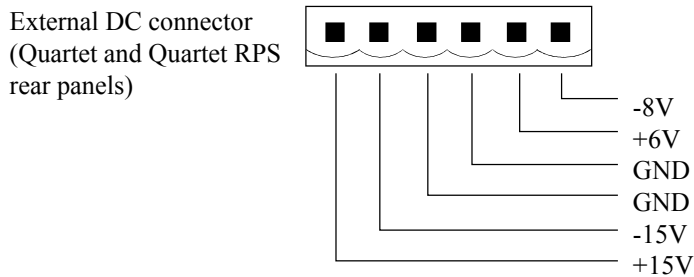 External DC connector
(Quartet and Quartet RPS
rear panels)
-8V
+6V
GND
GND
-15V
+15V